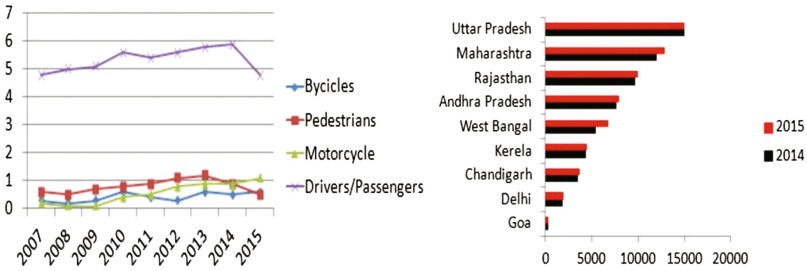 7
6
5
4
3
2
1
0
2007 2008 2009 2010 2011 2012 2013 2014 2015
Bycicles
Pedestrians
Motorcycle
Drivers/Passengers
Uttar Pradesh
Maharashtra
Rajasthan
Andhra Pradesh
West Bangal
Kerela
Chandigarh
Delhi
Goa
0 5000 10000 15000 20000
2015
2014